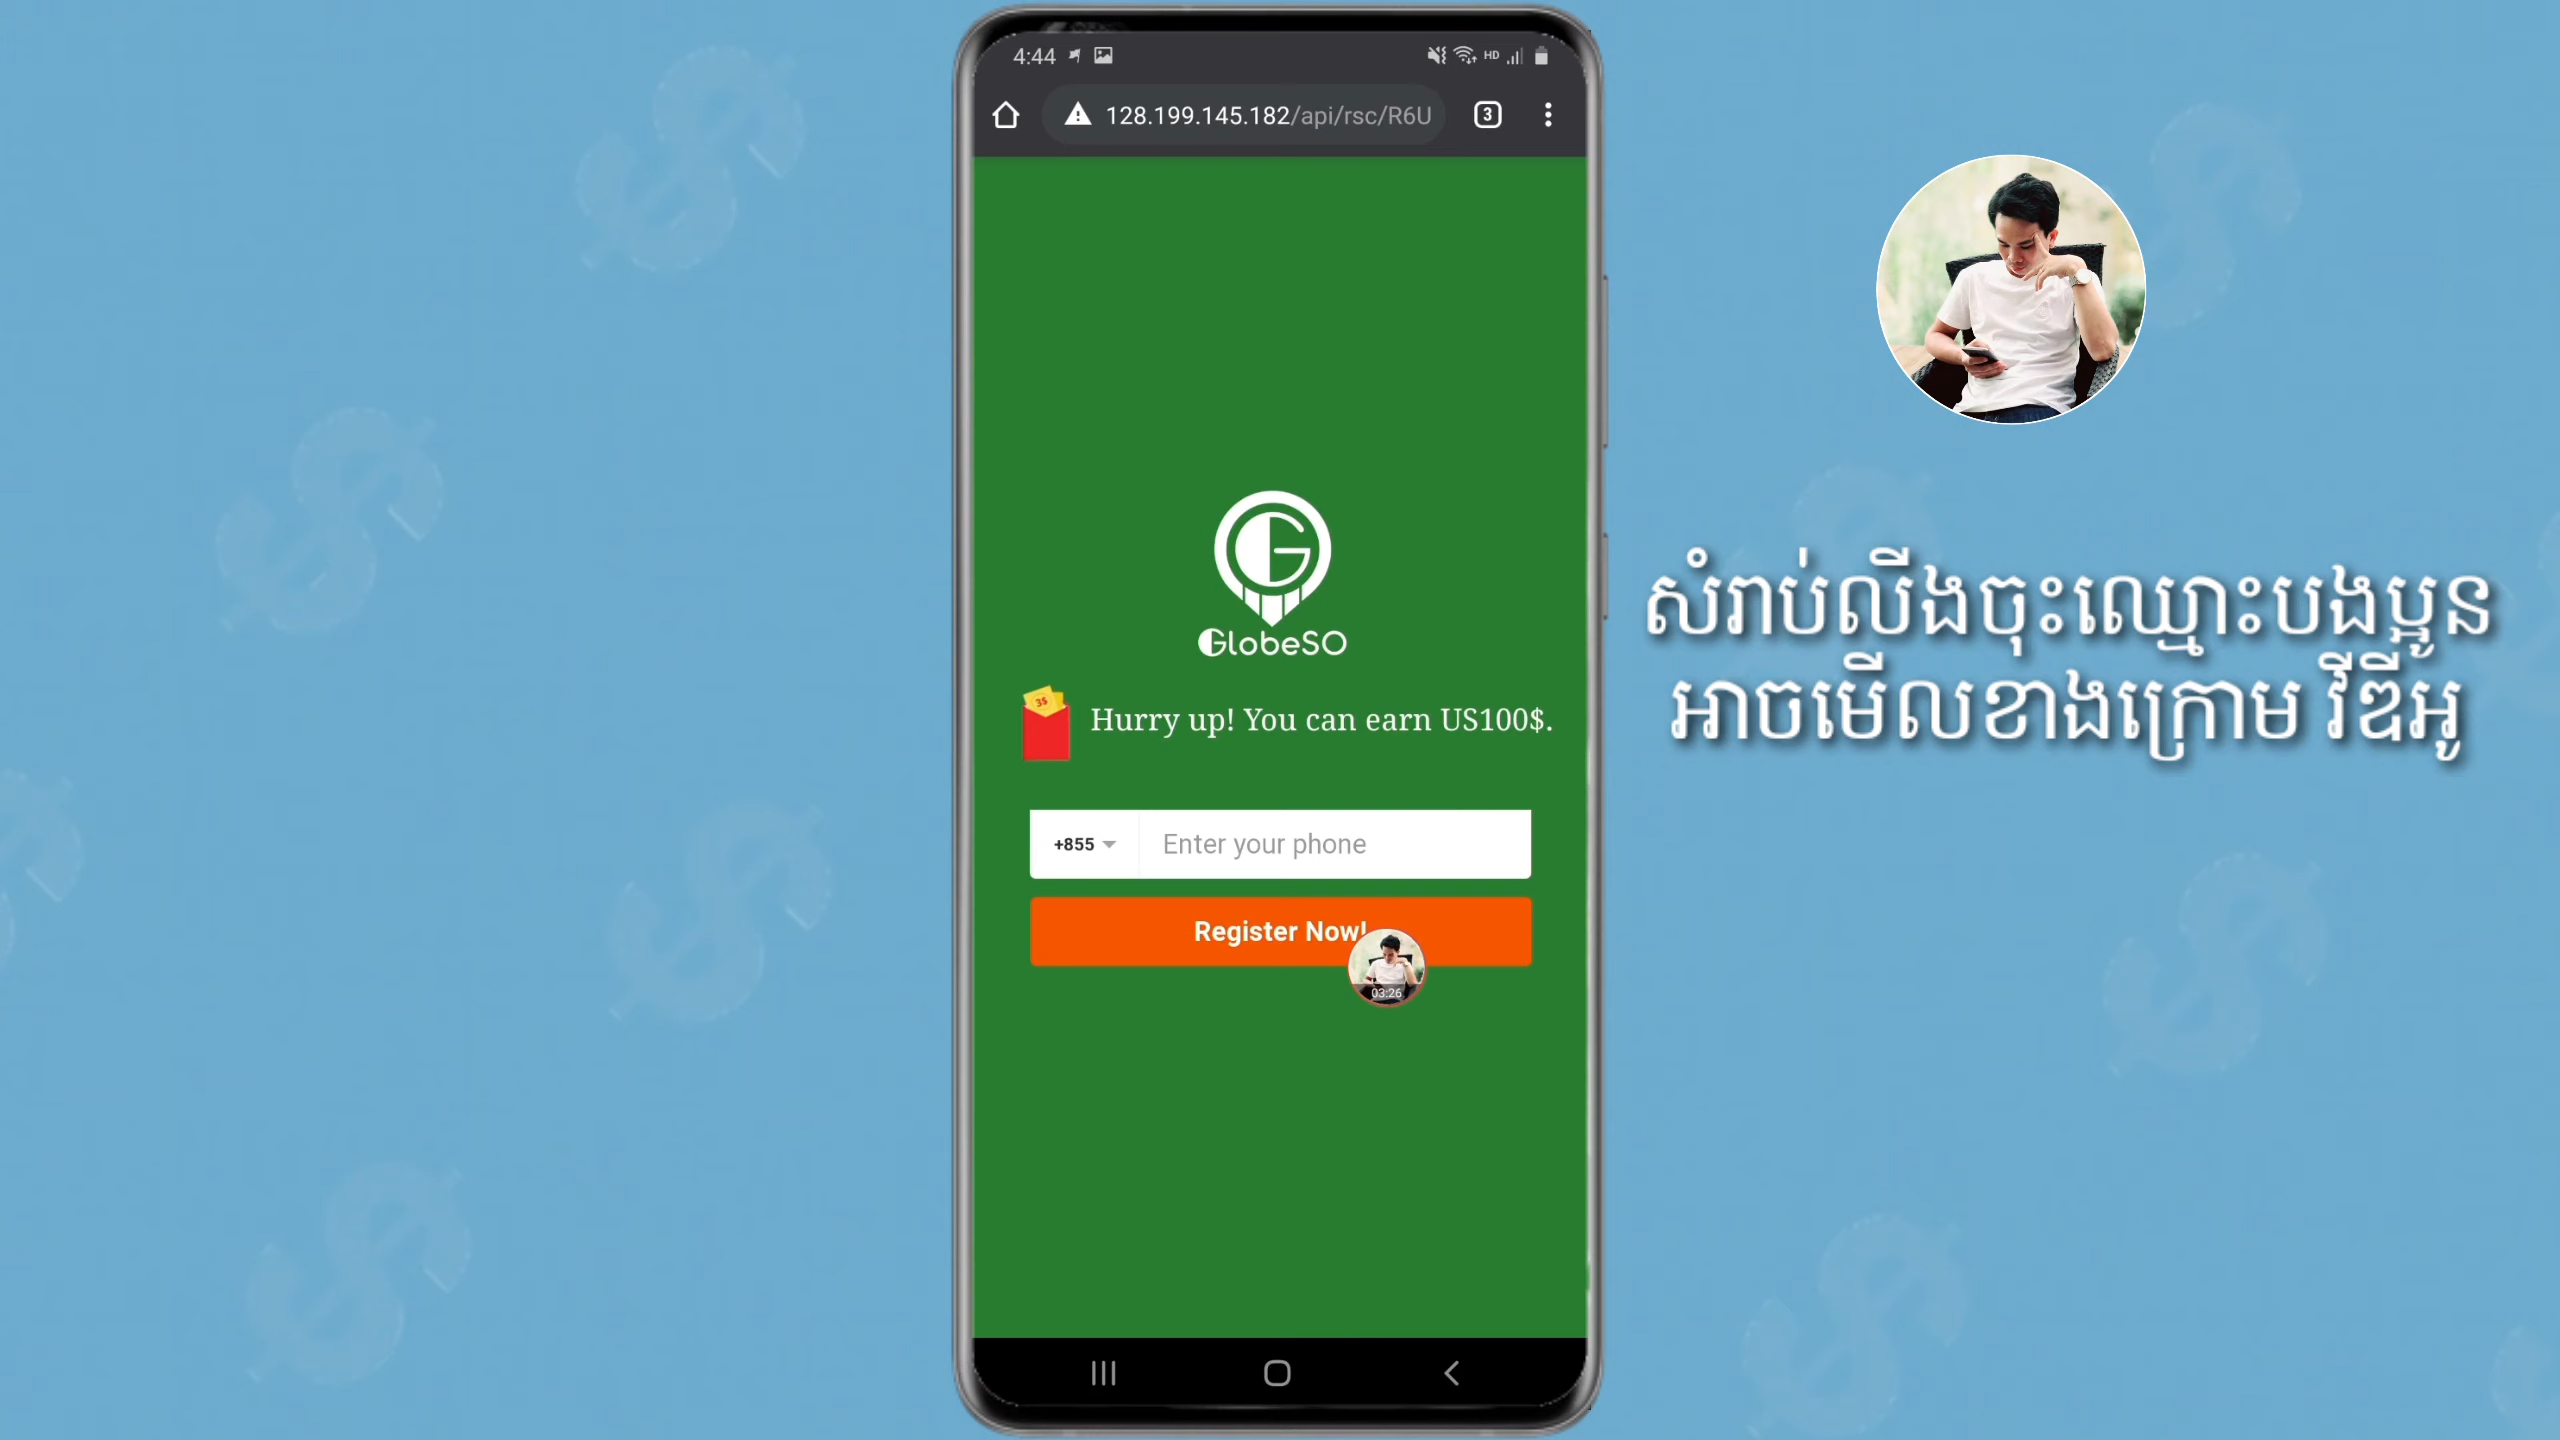 4:44
HD
128.199.145.182/api/rsc/R6U
3
GlobeSO
3$
Hurry up! You can earn US100$.
+855
Enter your phone
Register Now!
03:26
សំរាប់លីងចុះឈ្មោះបងប្អូន
អាចមើលខាងក្រោម វីឌីអូ